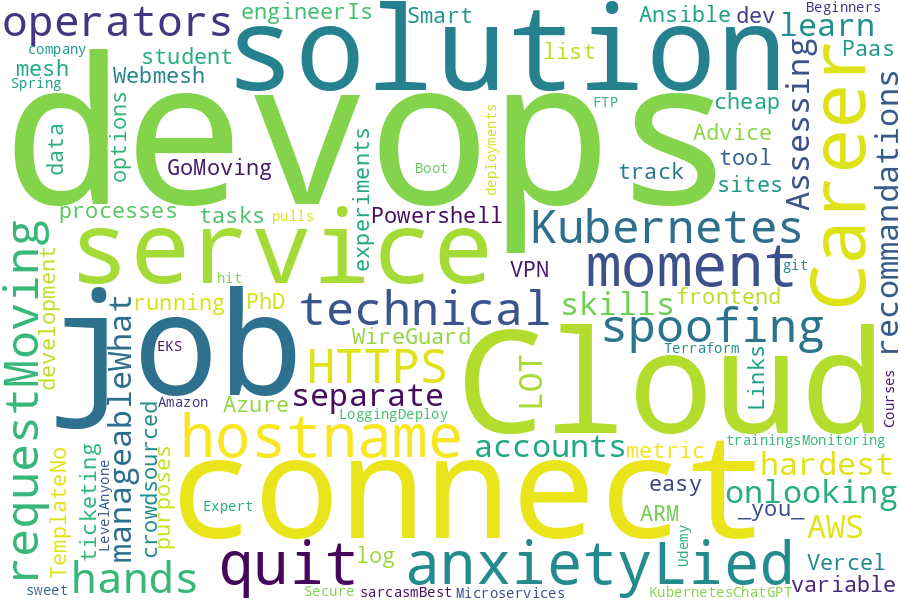 operators
engineerIs
Smart
Ansible
dev
Beginners
learn
company
student
solution
list
Paas
mesh
Webmesh
Spring
devops
FTP
cheap
Career
Assessing
recommandations
data
options
GoMoving
experiments
Boot
deployments
track
Advice
tool
sites
processes
tasks
pulls
Powershell
Kubernetes
service
hit
VPN
moment
git
requestMoving
development
running
PhD
technical
skills
frontend
job
EKS
manageableWhat
WireGuard
spoofing
Terraform
HTTPS
Cloud
LOT
Links
Courses
Amazon
Azure
separate
LoggingDeploy
hostname
accounts
metric
trainingsMonitoring
TemplateNo
ticketing
LevelAnyone
crowdsourced
purposes
connect
hardest
easy
onlooking
Expert
ARM
_you_
AWS
Udemy
quit
log
anxietyLied
Vercel
hands
variable
sweet
Secure
sarcasmBest
Microservices
KubernetesChatGPT